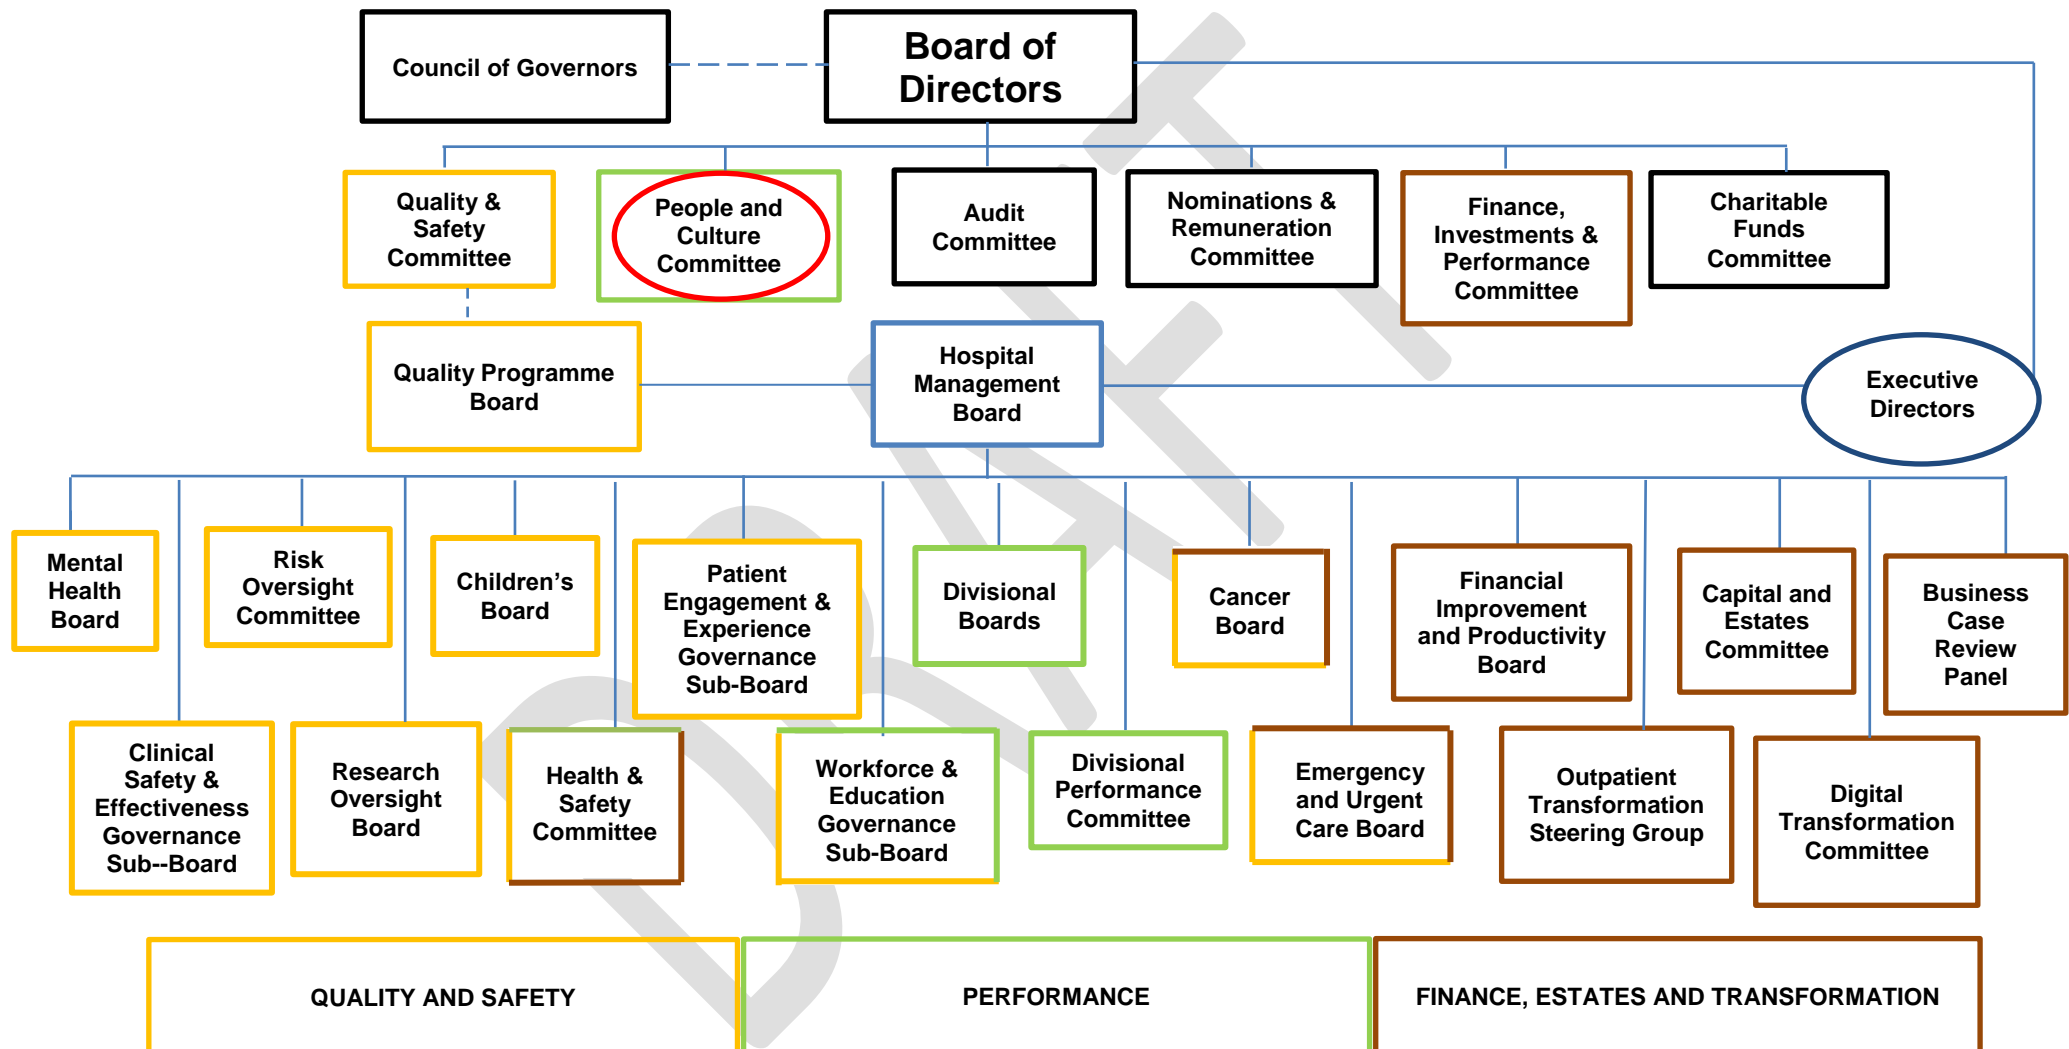 Council of Governors
Board of
Directors
Quality &
Safety
Committee
People and
Culture
Committee
Audit
Committee
Nominations &
Remuneration
Committee
Finance,
Investments &
Performance
Committee
Charitable
Funds
Committee
Quality Programme
Board
Hospital
Management
Board
Executive
Directors
Mental
Health
Board
Risk
Oversight
Committee
Children’s
Board
Patient
Engagement &
Experience
Governance
Sub-Board
Divisional
Boards
Cancer
Board
Financial
Improvement
and Productivity
Board
Capital and
Estates
Committee
Business
Case
Review
Panel
Clinical
Safety &
Effectiveness
Governance
Sub--Board
Research
Oversight
Board
Health &
Safety
Committee
Workforce &
Education
Governance
Sub-Board
Divisional
Performance
Committee
Emergency
and Urgent
Care Board
Outpatient
Transformation
Steering Group
Digital
Transformation
Committee
QUALITY AND SAFETY
PERFORMANCE
FINANCE, ESTATES AND TRANSFORMATION
DRAFT